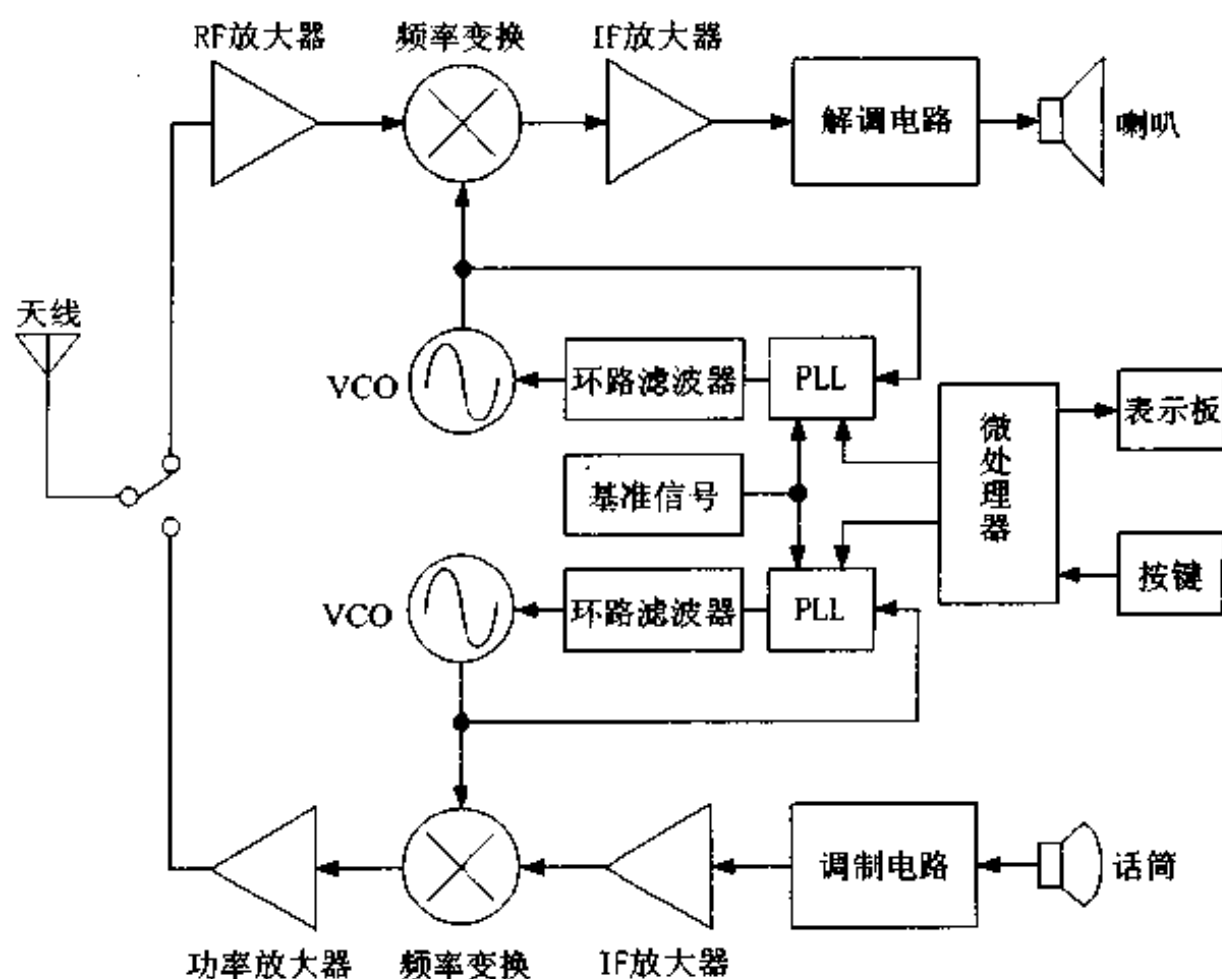 RF放大器
频率变换
IF放大器
解调电路
喇叭
天线
VCO
环路滤波器
PLL
微处理器
表示板
基准信号
按键
VCO
环路滤波器
PLL
调制电路
话筒
功率放大器
频率变换
IF放大器